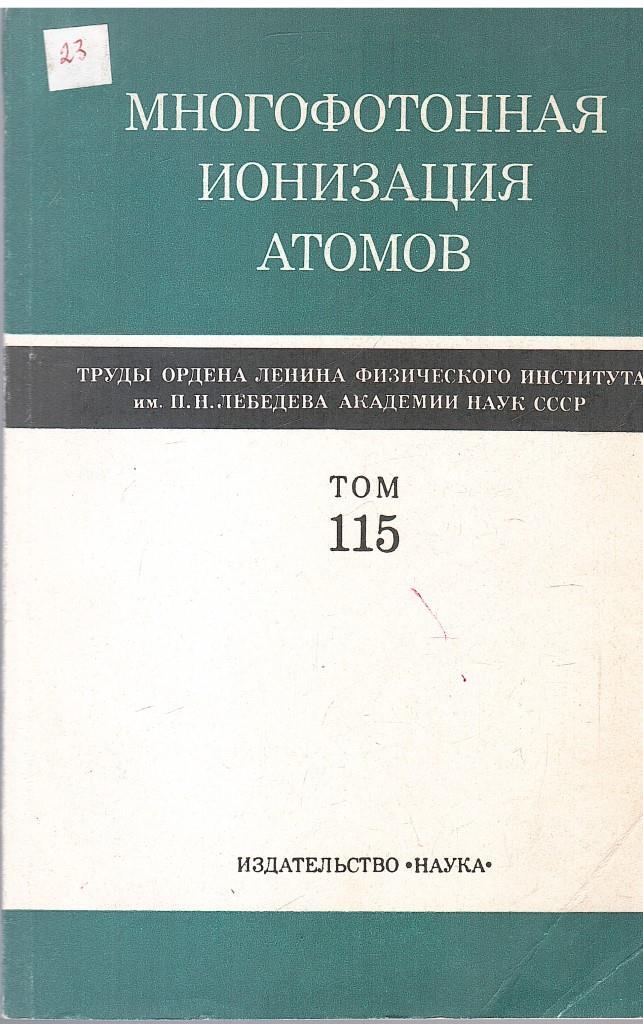 23
МНОГОФОТОННАЯ
ИОНИЗАЦИЯ
АТОМОВ
ТРУДЫ ОРДЕНА ЛЕНИНА ФИЗИЧЕСКОГО ИНСТИТУТА
им. П.Н.ЛЕБЕДЕВА АКАДЕМИИ НАУК СССР
ТОМ
115
ИЗДАТЕЛЬСТВО «НАУКА»